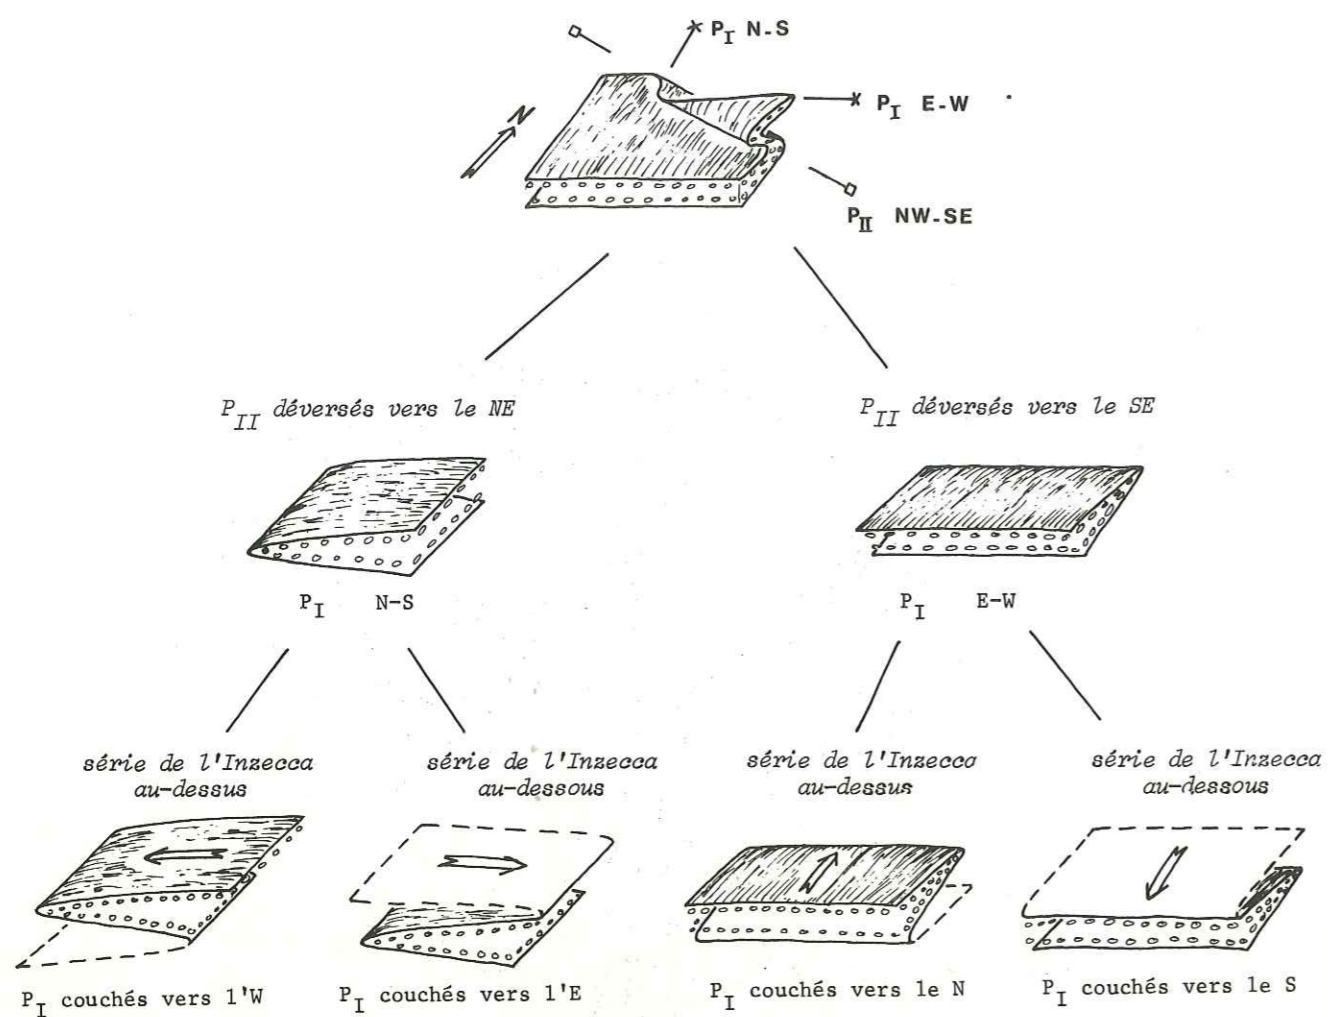 P_I N-S
N
P_I E-W
P_II NW-SE
P_II déversés vers le NE
P_II déversés vers le SE
P_I N-S
P_I E-W
série de l'Inzecca
au-dessus
série de l'Inzecca
au-dessous
série de l'Inzecca
au-dessus
série de l'Inzecca
au-dessous
P_I couchés vers l'W
P_I couchés vers l'E
P_I couchés vers le N
P_I couchés vers le S